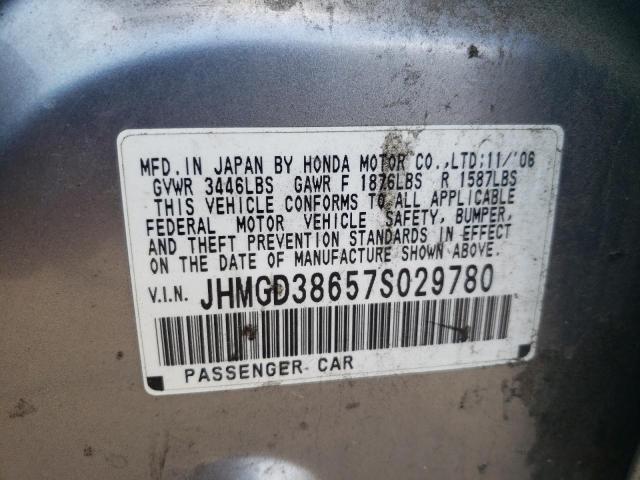 MFD. IN JAPAN BY HONDA MOTOR CO.,LTD; 11/'06
GVWR 3446LBS GAWR F 1876LBS R 1587LBS
THIS VEHICLE CONFORMS TO ALL APPLICABLE
FEDERAL MOTOR VEHICLE SAFETY, BUMPER,
AND THEFT PREVENTION STANDARDS IN EFFECT
ON THE DATE OF MANUFACTURE SHOWN ABOVE.
V.I.N. JHMGD38657S029780
PASSENGER CAR